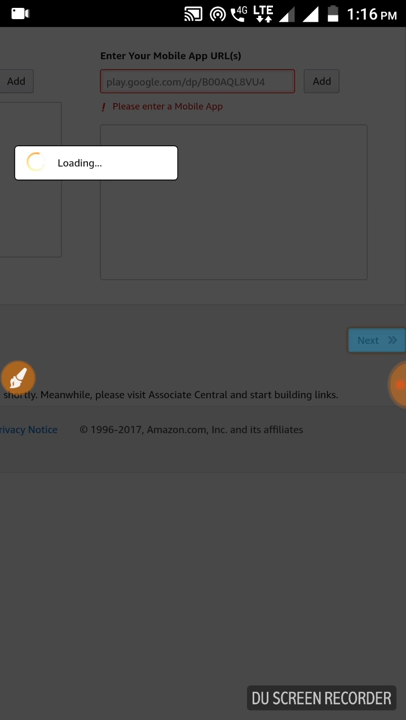 4G LTE 1:16 PM
Enter Your Mobile App URL(s)
Add
play.google.com/dp/B00AQL8VU4
Add
! Please enter a Mobile App
Loading...
Next »
shortly. Meanwhile, please visit Associate Central and start building links.
rivacy Notice © 1996-2017, Amazon.com, Inc. and its affiliates
DU SCREEN RECORDER